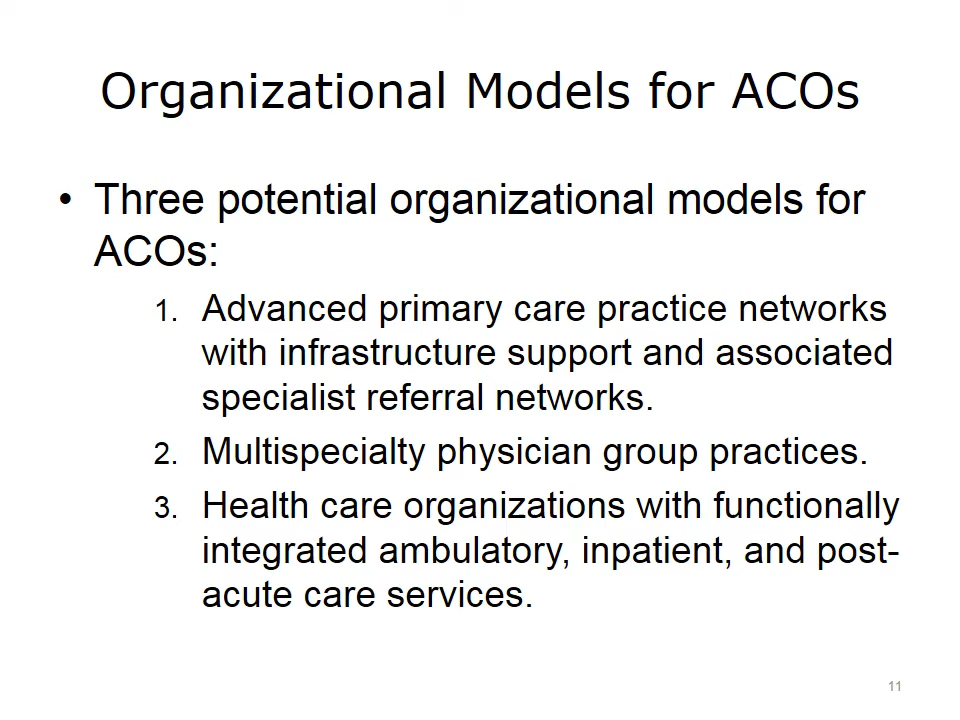 Organizational Models for ACOs
• Three potential organizational models for
ACOs:
1. Advanced primary care practice networks
with infrastructure support and associated
specialist referral networks.
2. Multispecialty physician group practices.
3. Health care organizations with functionally
integrated ambulatory, inpatient, and post-
acute care services.
11